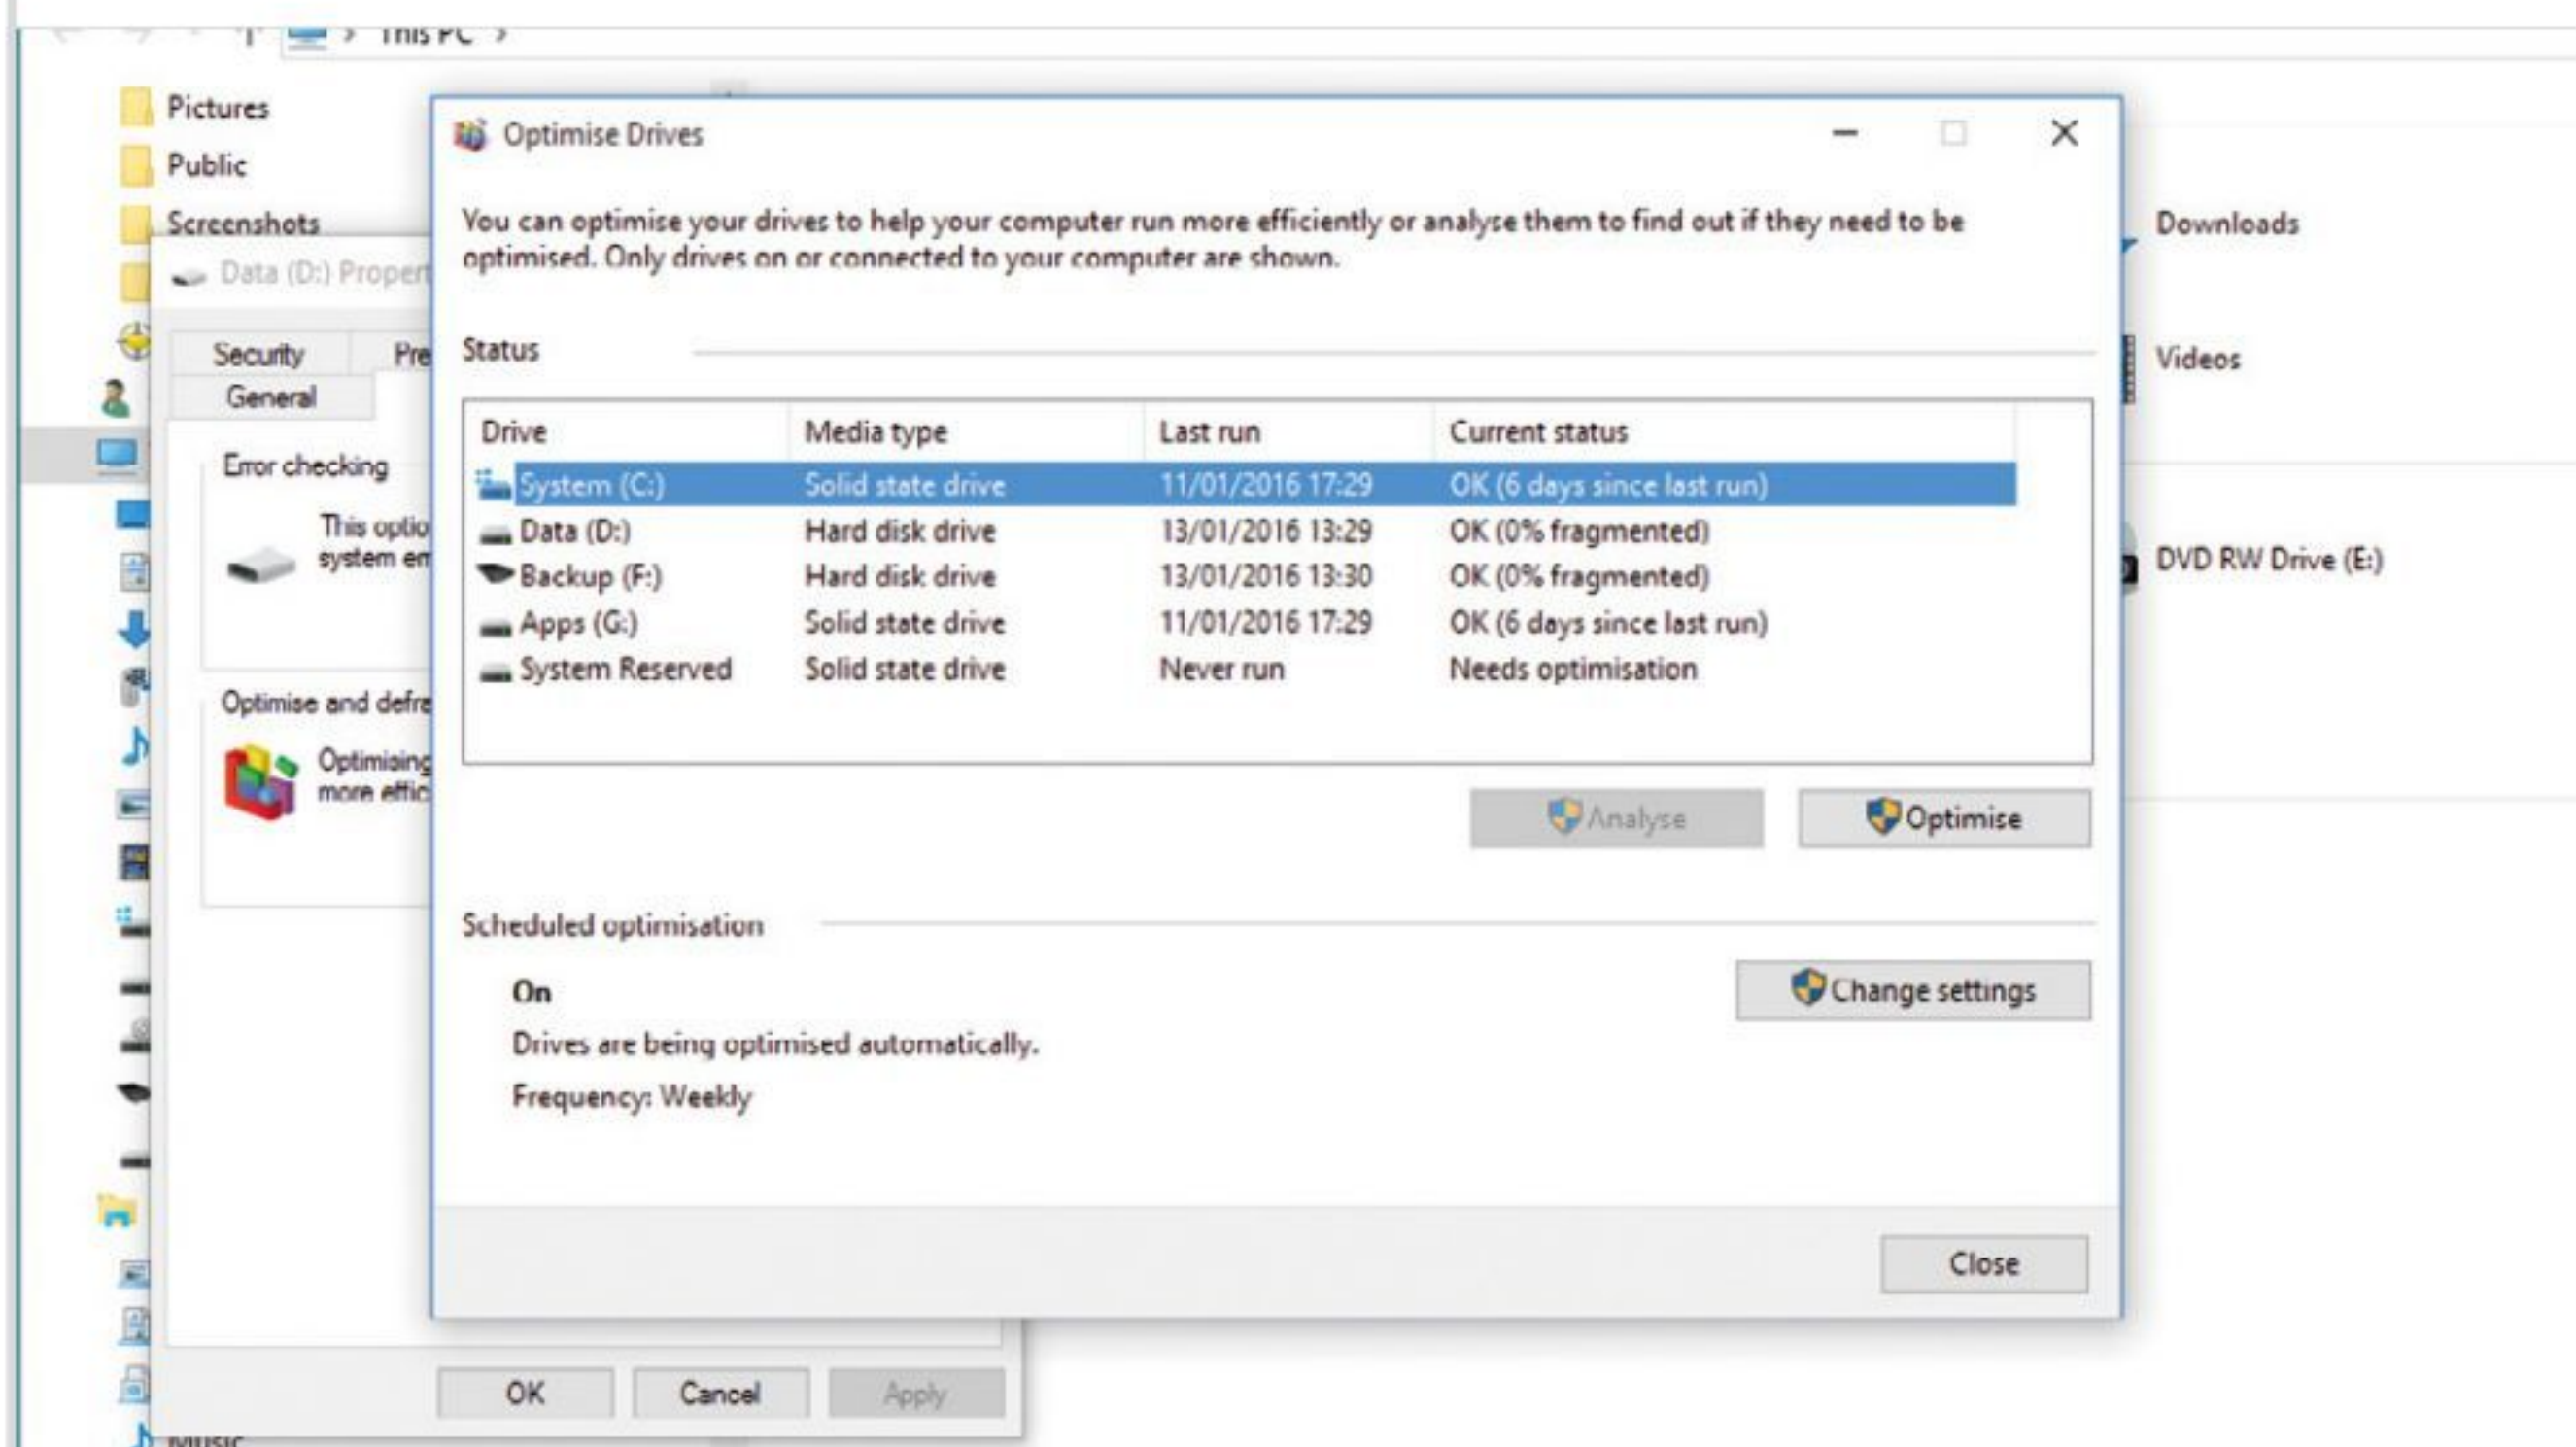 This PC
Pictures
Public
Screenshots
Data (D:) Propert
Security Pre
General
Error checking
This optio
system err
Optimise and defra
Optimising
more effic
OK Cancel Apply
Music
Optimise Drives
You can optimise your drives to help your computer run more efficiently or analyse them to find out if they need to be
optimised. Only drives on or connected to your computer are shown.
Status
Drive Media type Last run Current status
System (C:) Solid state drive 11/01/2016 17:29 OK (6 days since last run)
Data (D:) Hard disk drive 13/01/2016 13:29 OK (0% fragmented)
Backup (F:) Hard disk drive 13/01/2016 13:30 OK (0% fragmented)
Apps (G:) Solid state drive 11/01/2016 17:29 OK (6 days since last run)
System Reserved Solid state drive Never run Needs optimisation
Analyse Optimise
Scheduled optimisation
On
Change settings
Drives are being optimised automatically.
Frequency: Weekly
Close
Downloads
Videos
DVD RW Drive (E:)